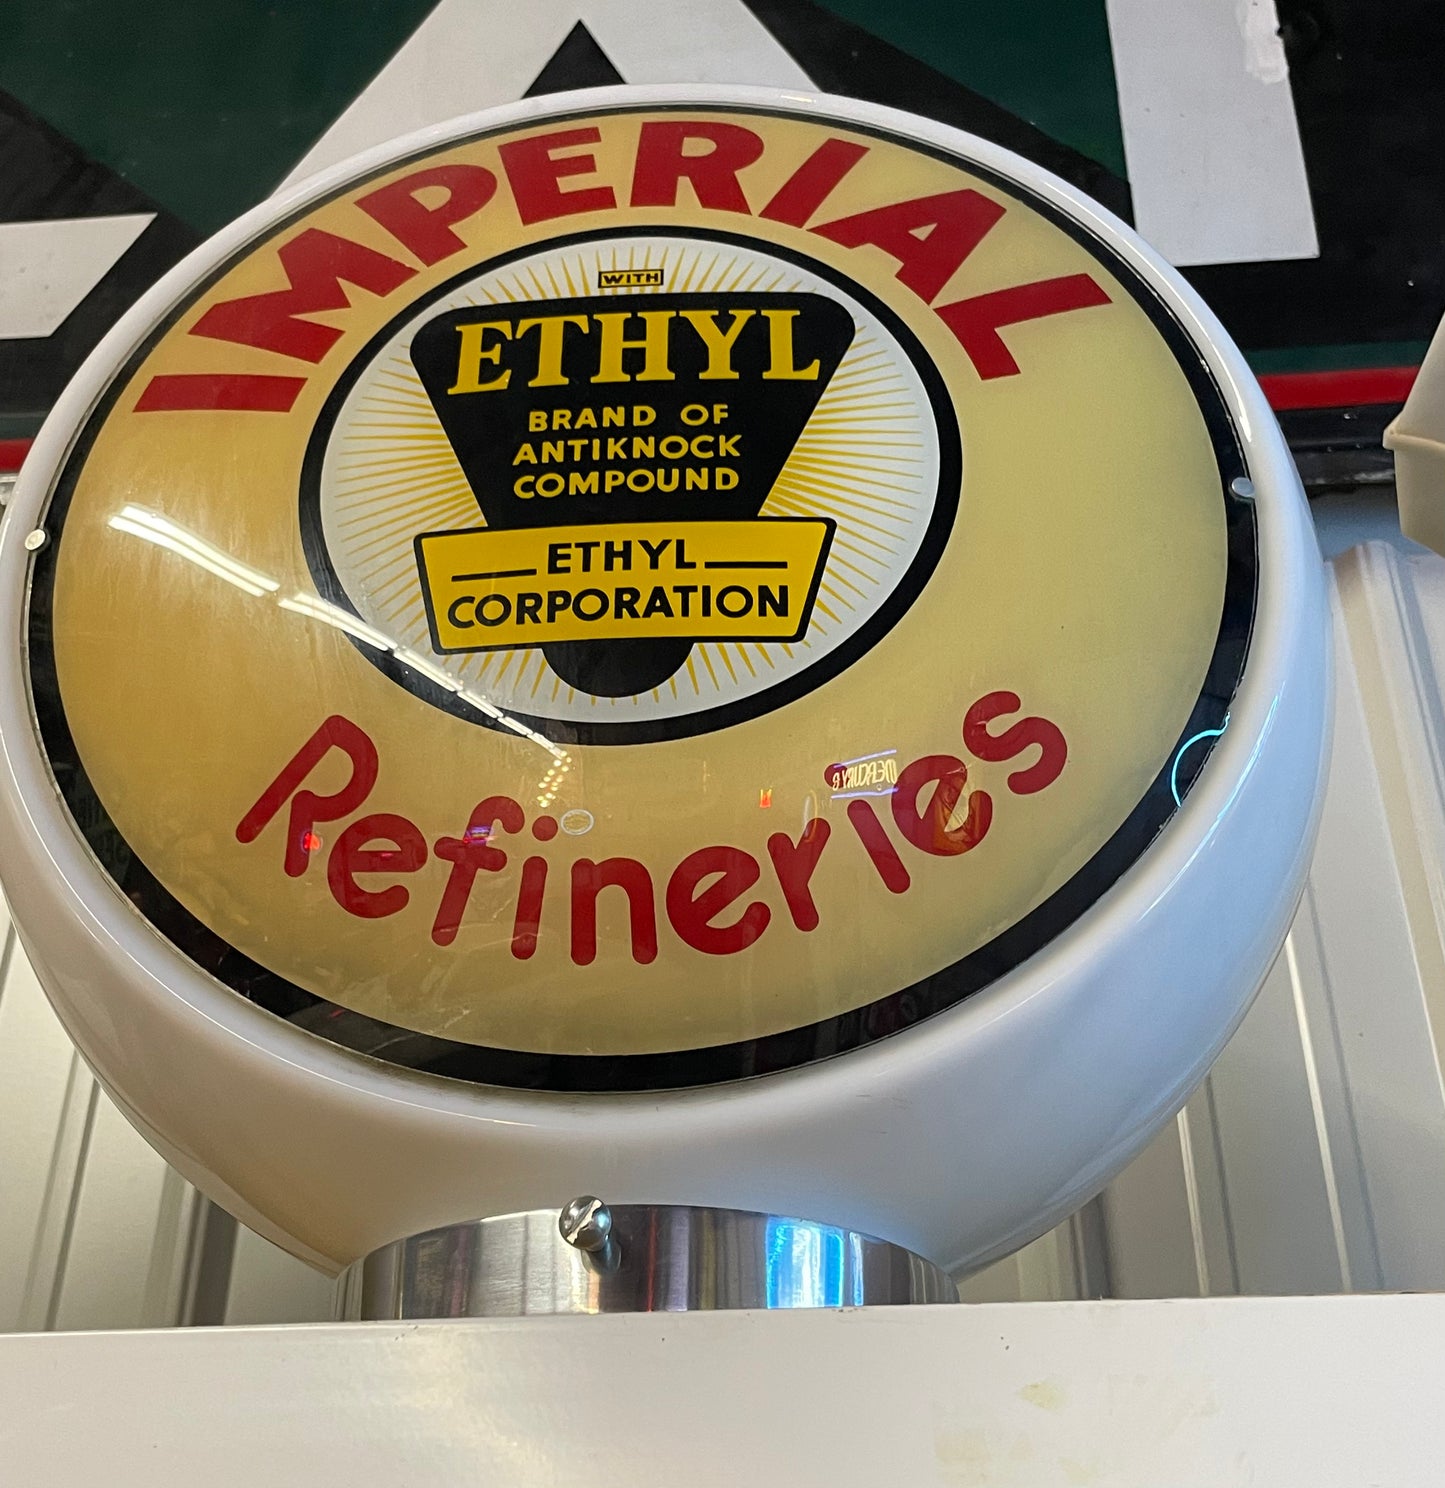 IMPERIAL
WITH
ETHYL
BRAND OF
ANTIKNOCK
COMPOUND
ETHYL
CORPORATION
Refineries